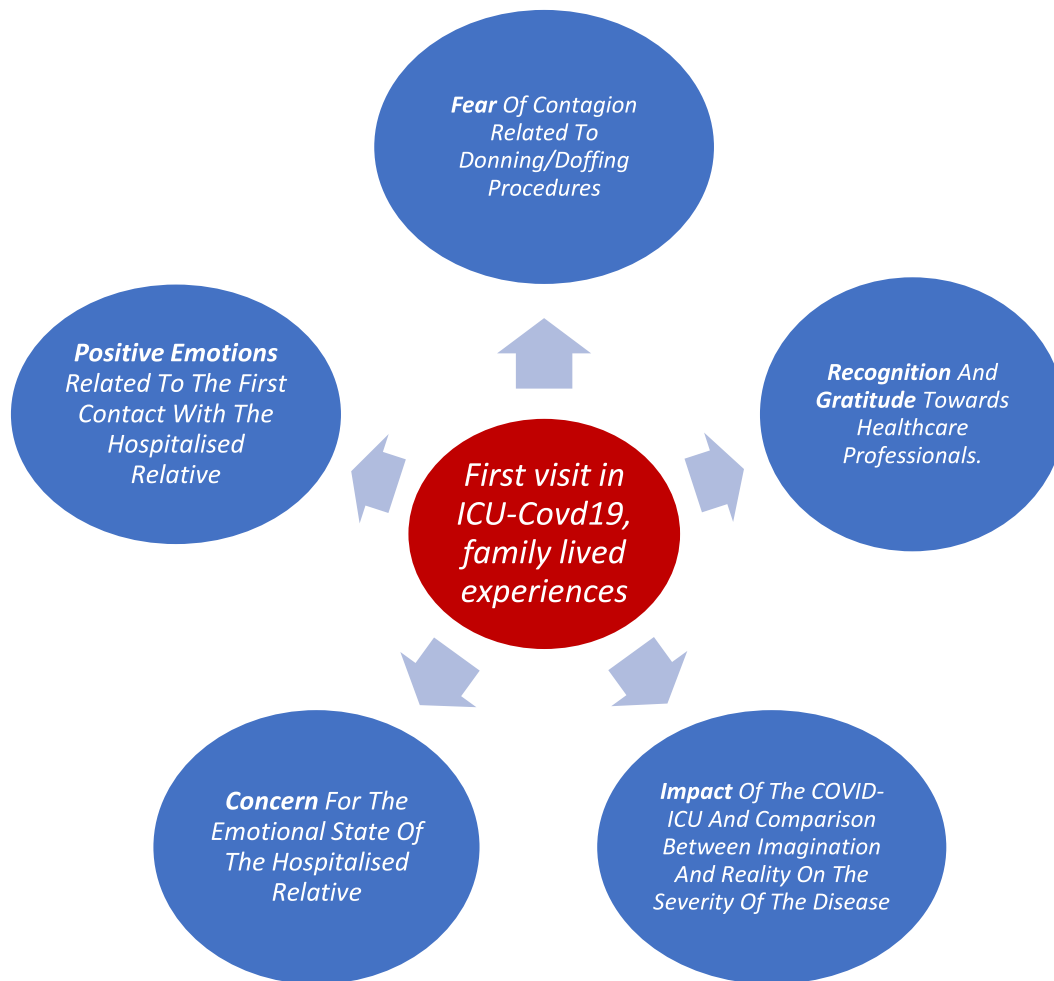 Fear Of Contagion
Related To
Donning/Doffing
Procedures
Positive Emotions
Related To The First
Contact With The
Hospitalised
Relative
Recognition And
Gratitude Towards
Healthcare
Professionals.
First visit in
ICU-Covd19,
family lived
experiences
Concern For The
Emotional State Of
The Hospitalised
Relative
Impact Of The COVID-
ICU And Comparison
Between Imagination
And Reality On The
Severity Of The Disease